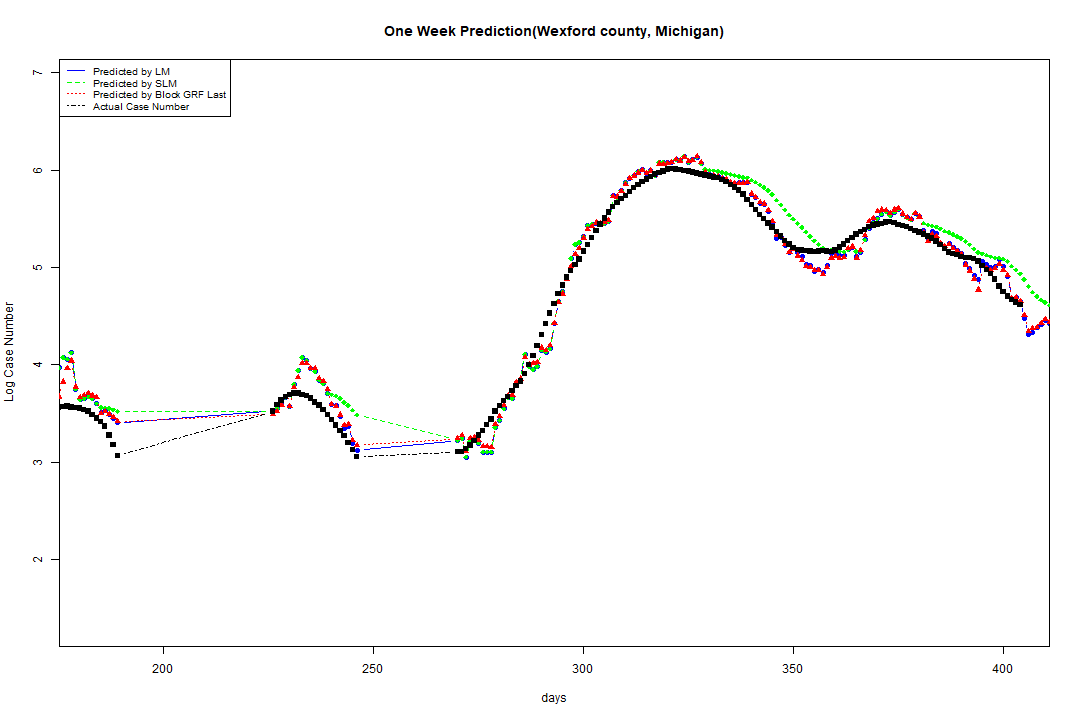 One Week Prediction(Wexford county, Michigan)
Predicted by LM
Predicted by SLM
Predicted by Block GRF Last
Actual Case Number
Log Case Number
7
6
5
4
3
2
200 250 300 350 400
days